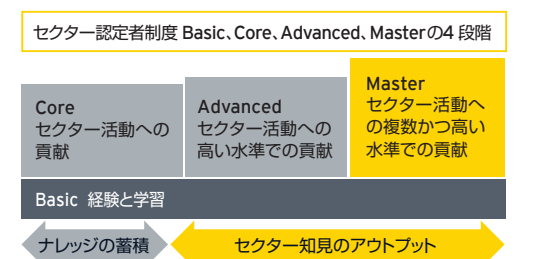 セクター認定者制度 Basic、Core、Advanced、Masterの4 段階
Core
セクター活動への
貢献
Advanced
セクター活動への
高い水準での貢献
Master
セクター活動へ
の複数かつ高い
水準での貢献
Basic 経験と学習
ナレッジの蓄積
セクター知見のアウトプット